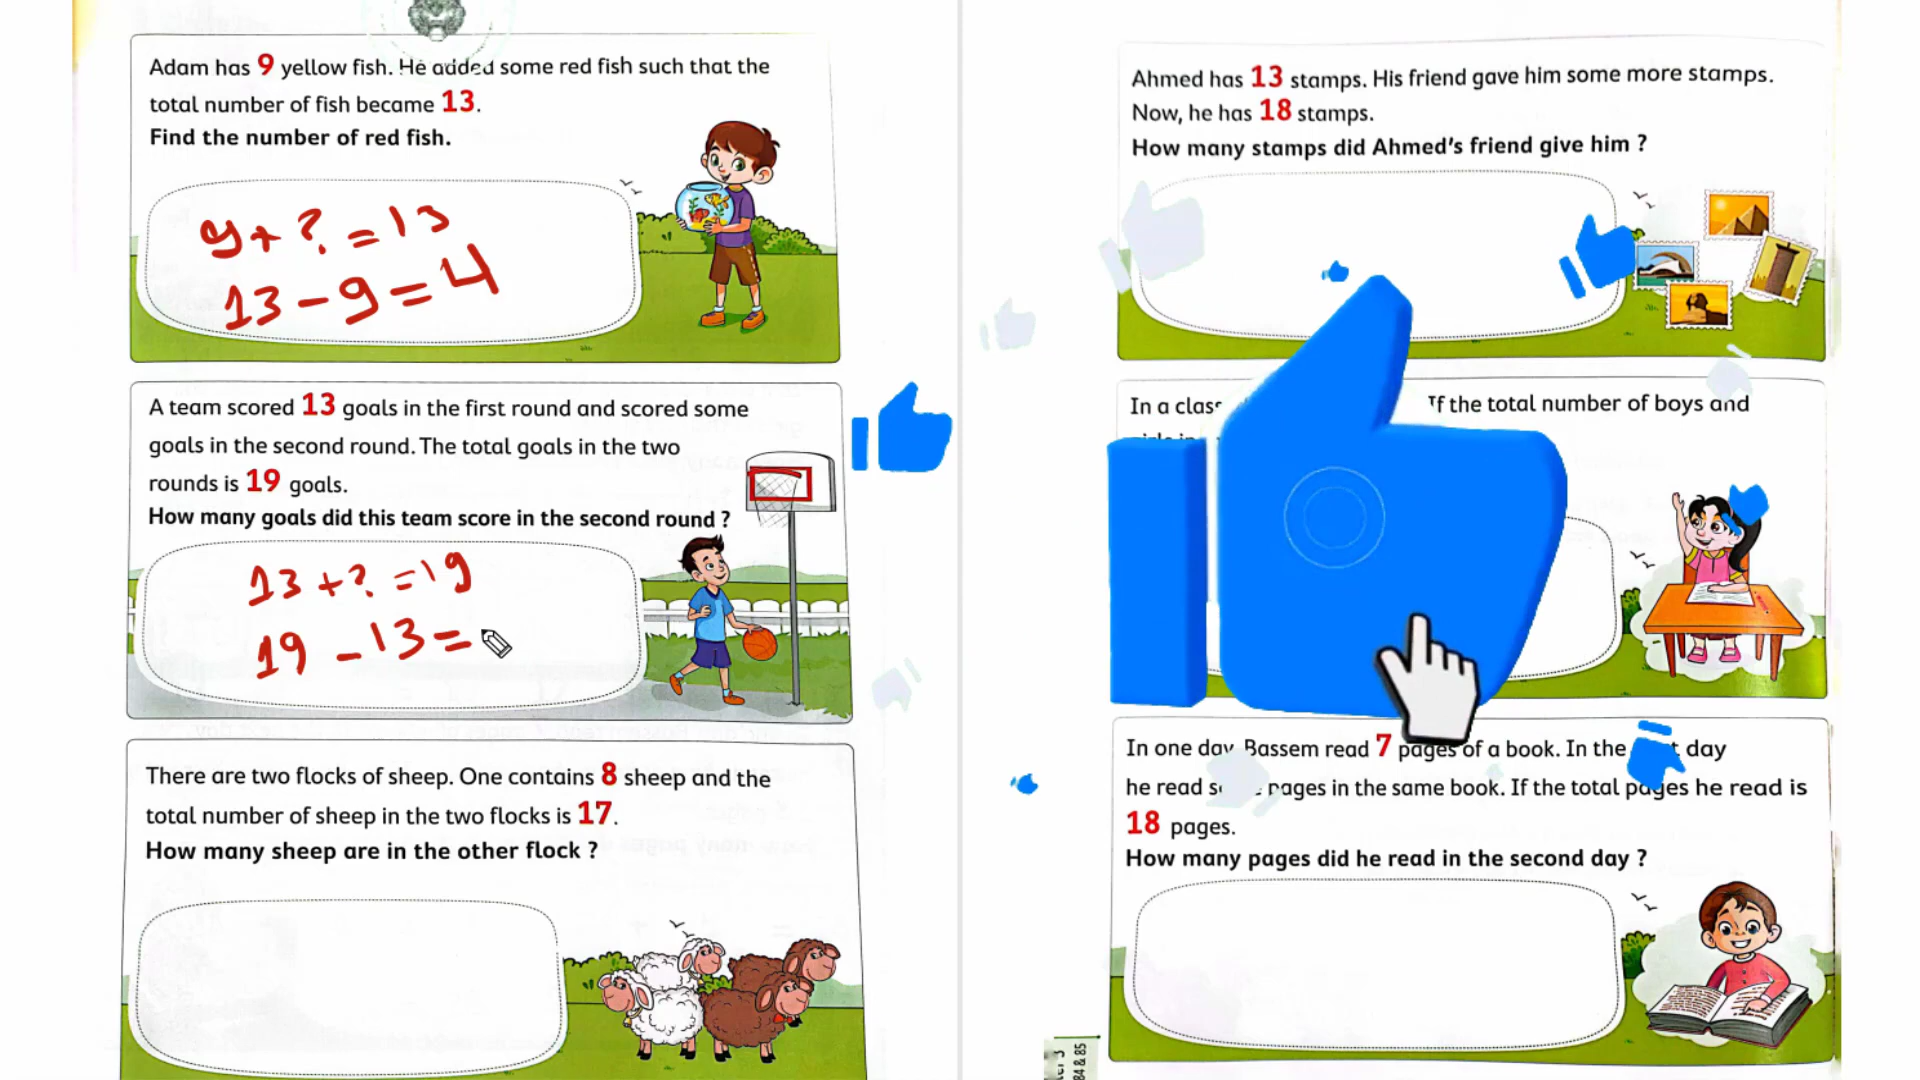 Adam has 9 yellow fish. He added some red fish such that the
total number of fish became 13.
Find the number of red fish.
9 + ? = 13
13 - 9 = 4
A team scored 13 goals in the first round and scored some
goals in the second round. The total goals in the two
rounds is 19 goals.
How many goals did this team score in the second round ?
13 + ? = 19
19 - 13 =
There are two flocks of sheep. One contains 8 sheep and the
total number of sheep in the two flocks is 17.
How many sheep are in the other flock ?
Ahmed has 13 stamps. His friend gave him some more stamps.
Now, he has 18 stamps.
How many stamps did Ahmed's friend give him ?
In a class If the total number of boys and
In one day Bassem read 7 pages of a book. In the day
he read pages in the same book. If the total pages he read is
18 pages.
How many pages did he read in the second day ?
84 & 85